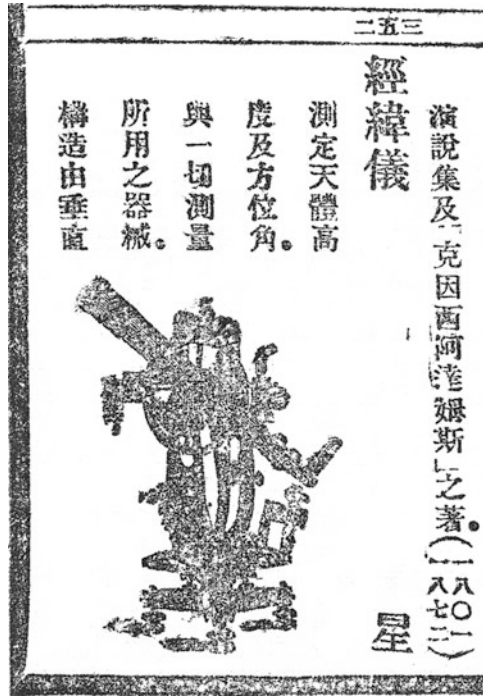 三五二
演說集及「克因西阿達姆斯」之著。(一八〇一
一八七二)
經緯儀 星
測定天體高
度及方位角。
與一切測量
所用之器械。
構造由垂直